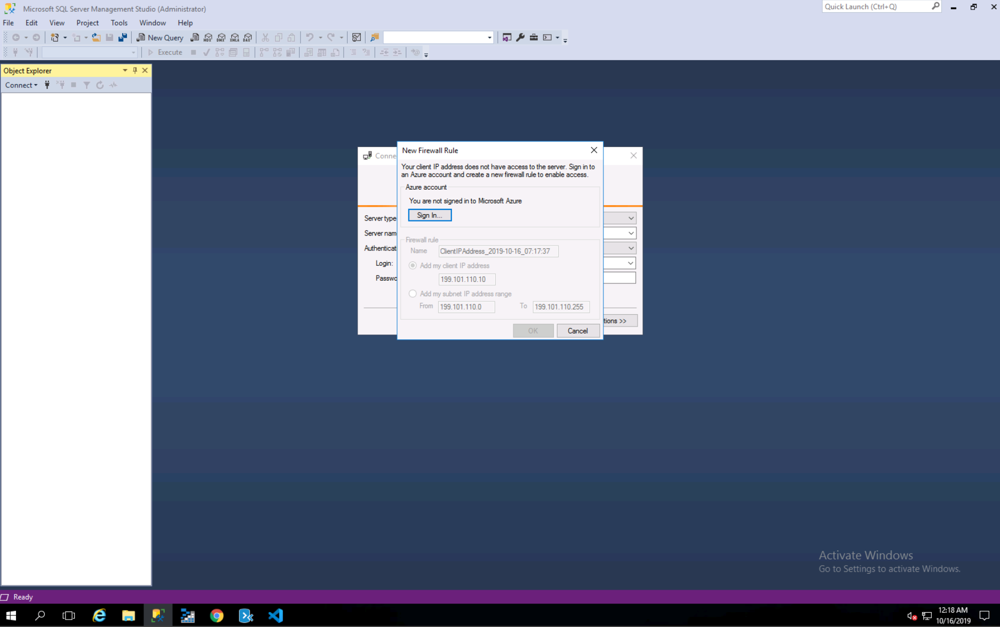 Microsoft SQL Server Management Studio (Administrator)
Quick Launch (Ctrl+Q)
File Edit View Project Tools Window Help
New Query MDX DMX XMLA DAX
Execute
Object Explorer
Connect
Conne
New Firewall Rule
Your client IP address does not have access to the server. Sign in to
an Azure account and create a new firewall rule to enable access.
Azure account
You are not signed in to Microsoft Azure
Sign In...
Server type
Server nam
Authenticat
Login:
Passwo
Firewall rule
Name ClientIPAddress_2019-10-16_07:17:37
Add my client IP address
199.101.110.10
Add my subnet IP address range
From 199.101.110.0 To 199.101.110.255
OK Cancel
tions >>
Activate Windows
Go to Settings to activate Windows.
Ready
12:18 AM
10/16/2019